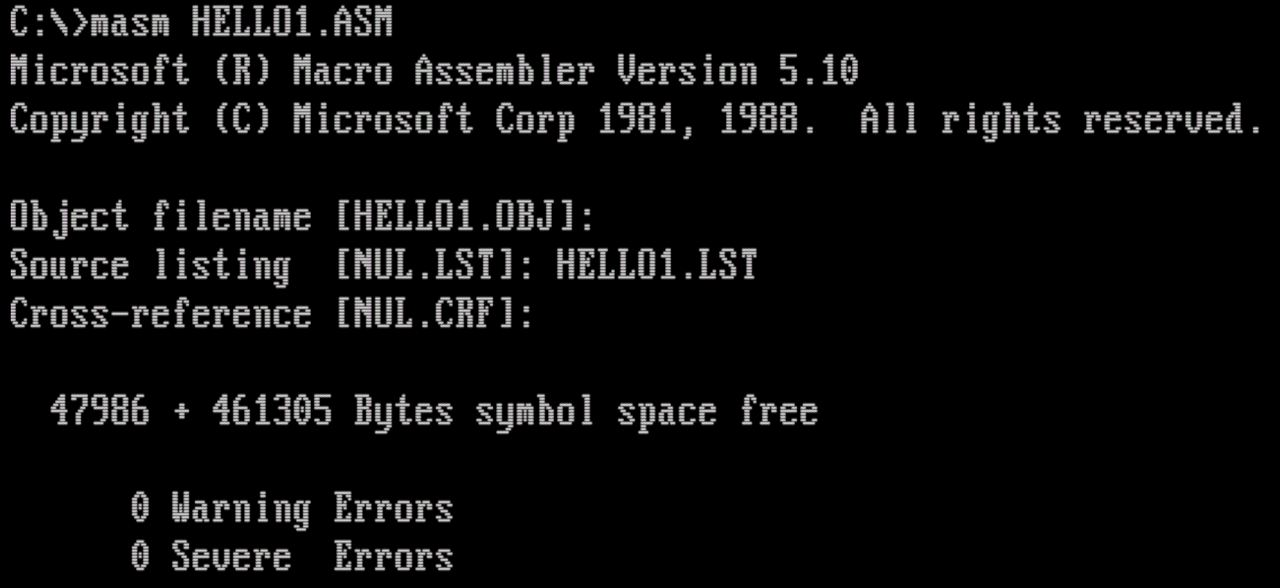 C:\>masm HELLO1.ASM
Microsoft (R) Macro Assembler Version 5.10
Copyright (C) Microsoft Corp 1981, 1988.  All rights reserved.

Object filename [HELLO1.OBJ]:
Source listing  [NUL.LST]: HELLO1.LST
Cross-reference [NUL.CRF]:

  47986 + 461305 Bytes symbol space free

      0 Warning Errors
      0 Severe  Errors